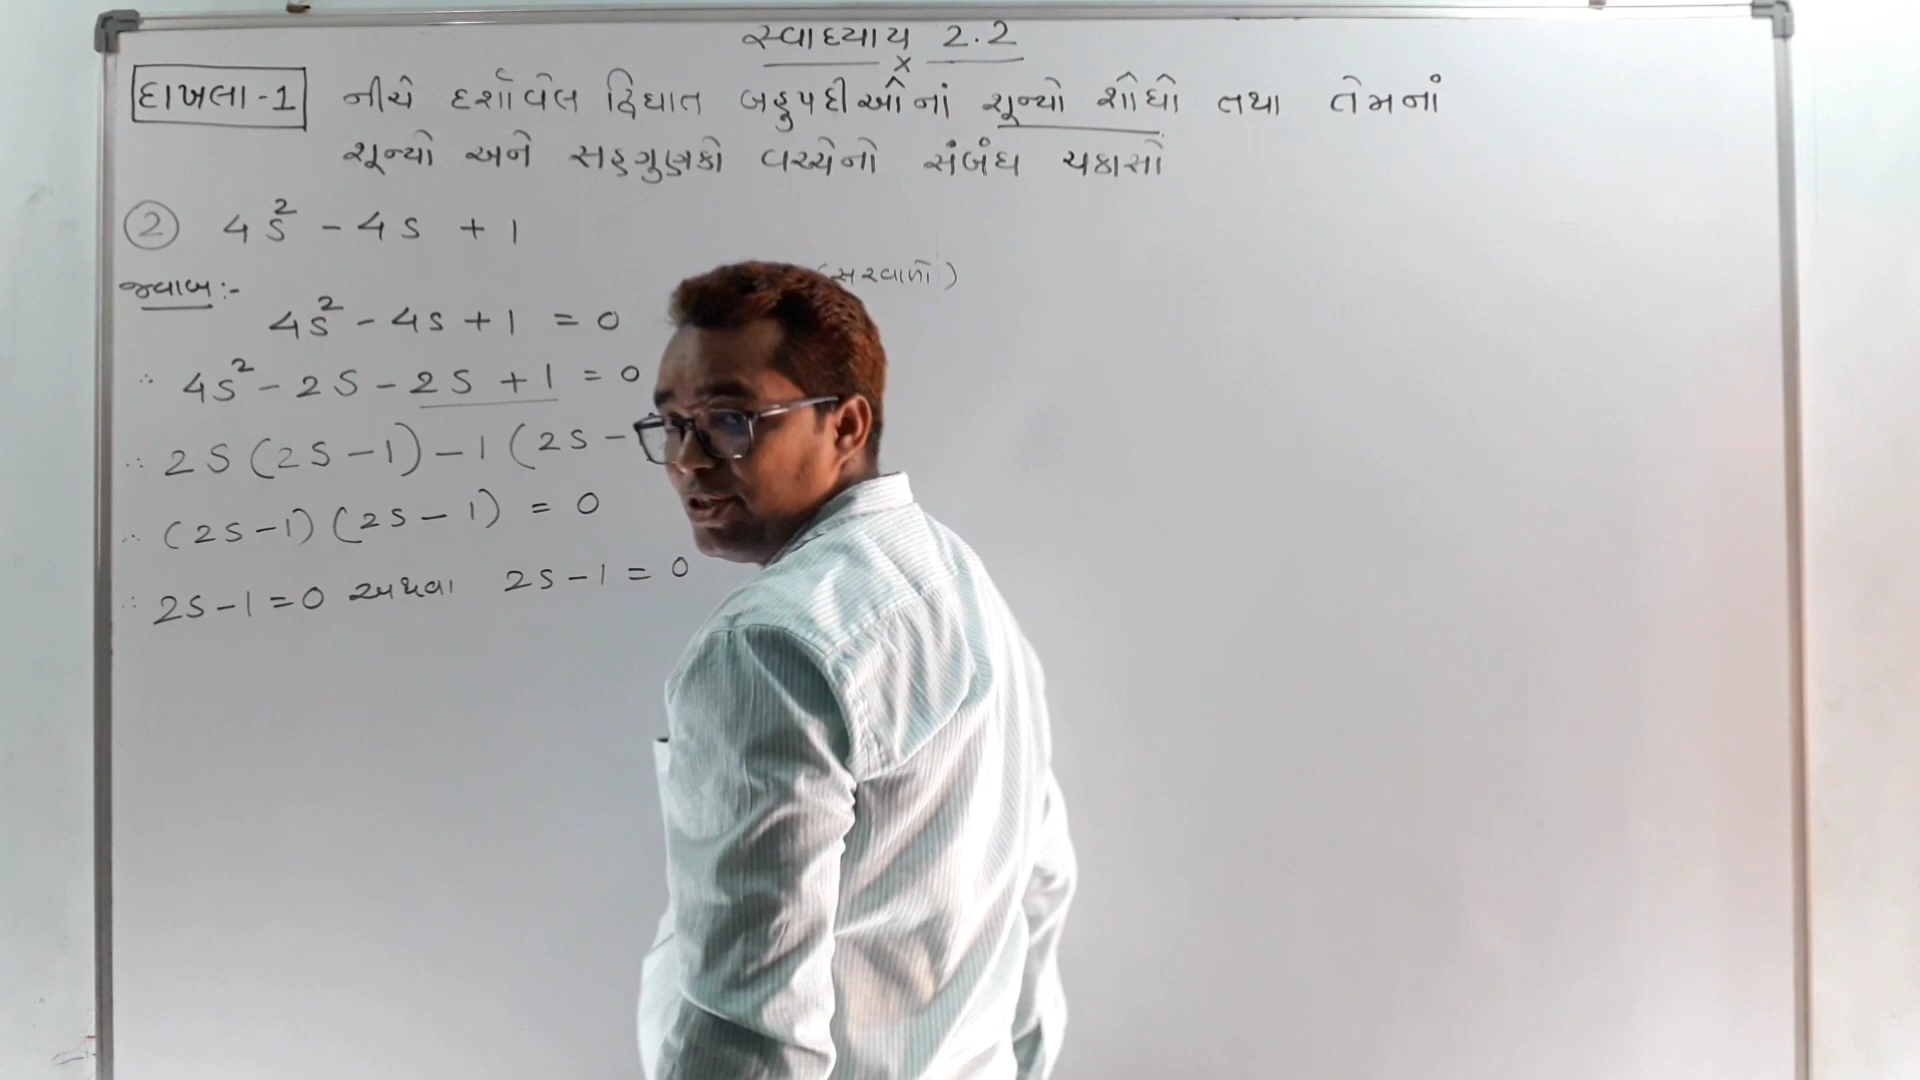 સ્વાધ્યાય 2.2
દાખલા-1 નીચે દર્શાવેલ દ્વિઘાત બહુપદીઓનાં શૂન્યો શોધો તથા તેમનાં
શૂન્યો અને સહગુણકો વચ્ચેનો સંબંધ ચકાસો
② 4s² - 4s + 1
(સરવાળો)
જવાબ:-
4s² - 4s + 1 = 0
∴ 4s² - 2s - 2s + 1 = 0
∴ 2s(2s-1) - 1(2s-
∴ (2s-1)(2s-1) = 0
∴ 2s-1=0 અથવા 2s-1=0